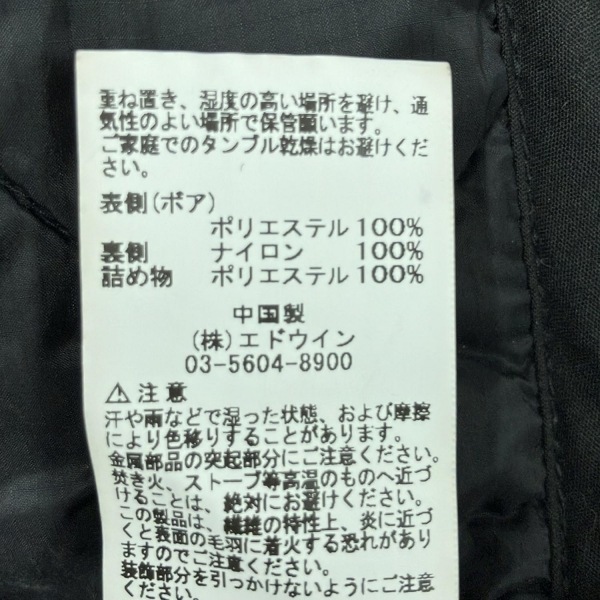 重ね置き、湿度の高い場所を避け、通
気性のよい場所で保管願います。
ご家庭でのタンブル乾燥はお避けくだ
さい。
表側(ボア)
ポリエステル100%
裏側 ナイロン 100%
詰め物 ポリエステル100%
中国製
(株)エドウイン
03-5604-8900
⚠注意
汗や雨などで湿った状態、および摩擦
により色移りすることがあります。
金属部品の突起部分にご注意ください。
焚き火、ストーブ等高温のものへ近づ
けることは、絶対にお避けください。
この製品は、繊維の特性上、炎に近づ
くと表面の毛羽に着火する恐れがあり
ますのでご注意ください。
装飾部分を引っかけないようにご注意
ください。